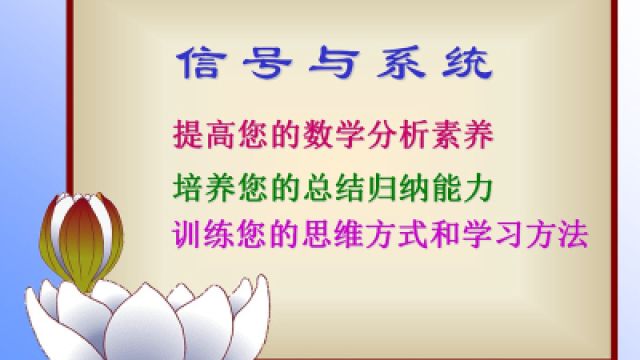 信号与系统
提高您的数学分析素养
培养您的总结归纳能力
训练您的思维方式和学习方法